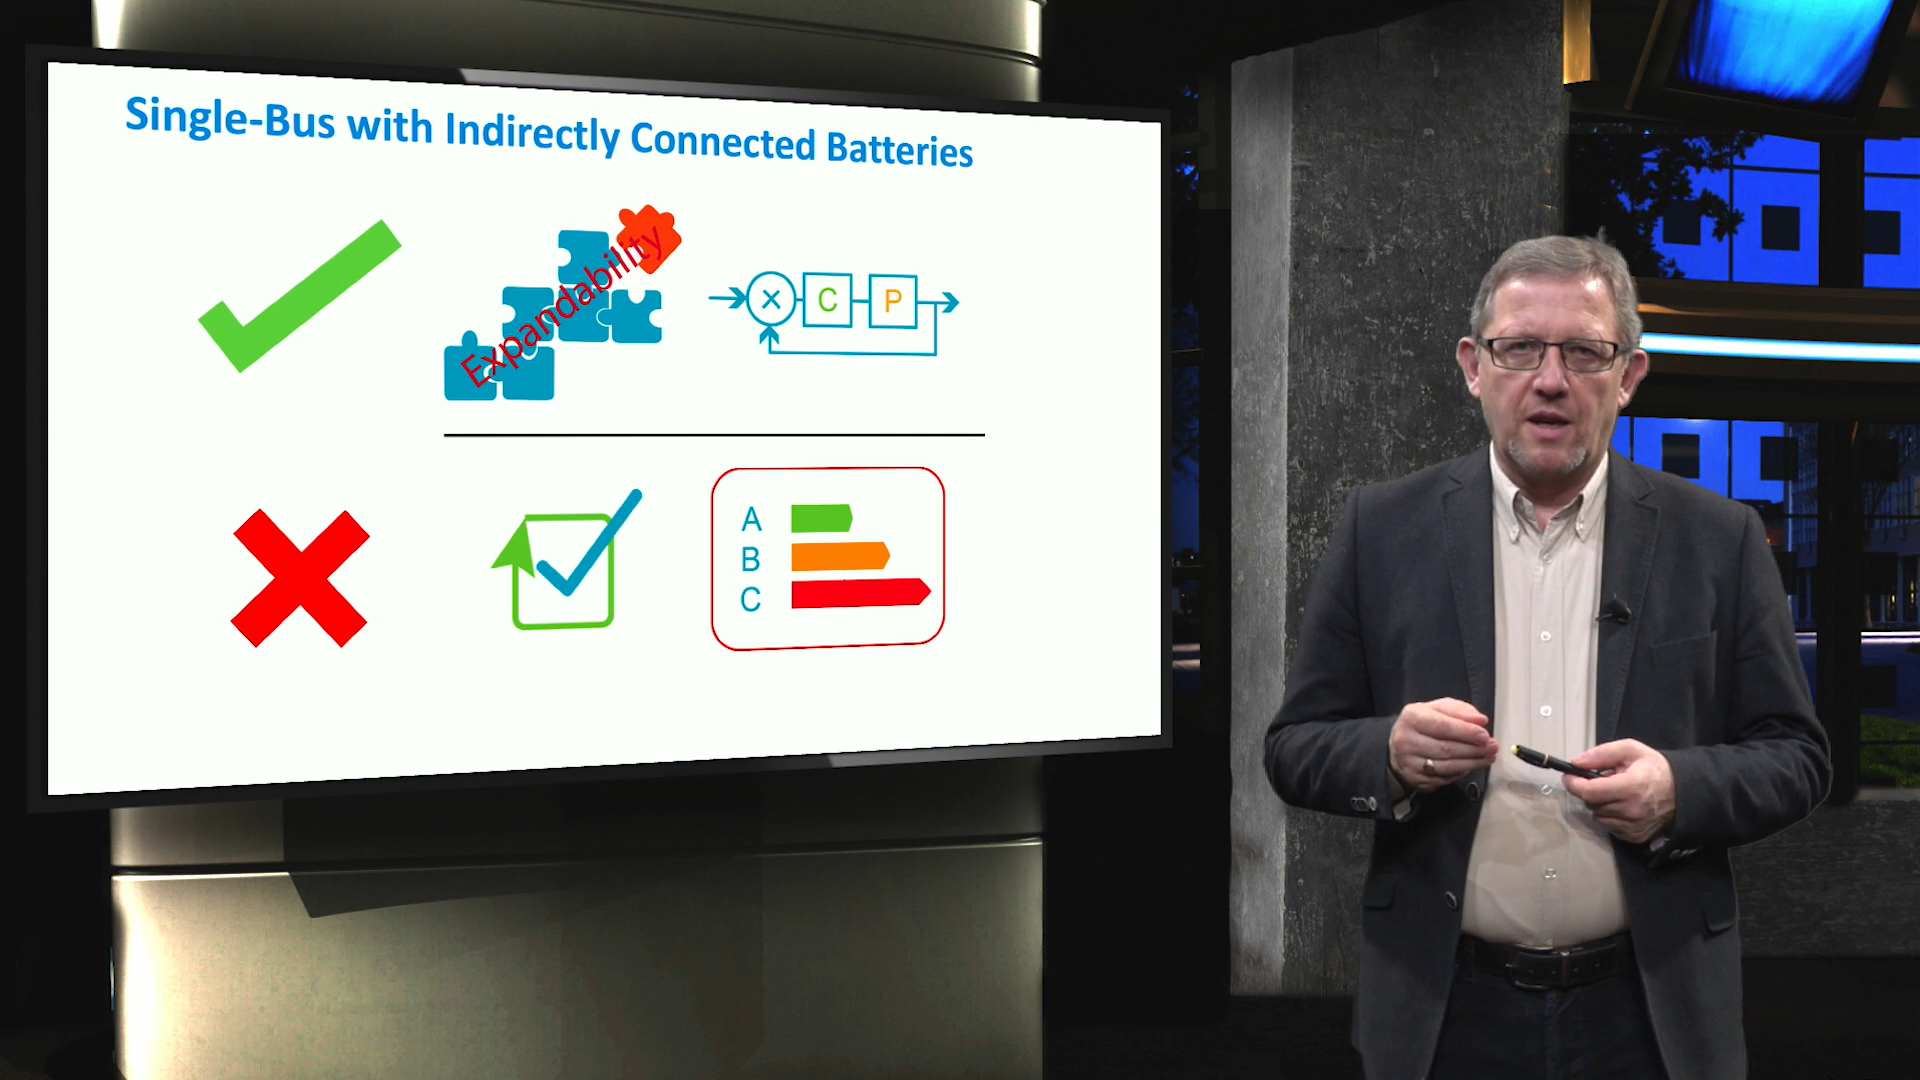 Single-Bus with Indirectly Connected Batteries
Expandability
× C P
A
B
C